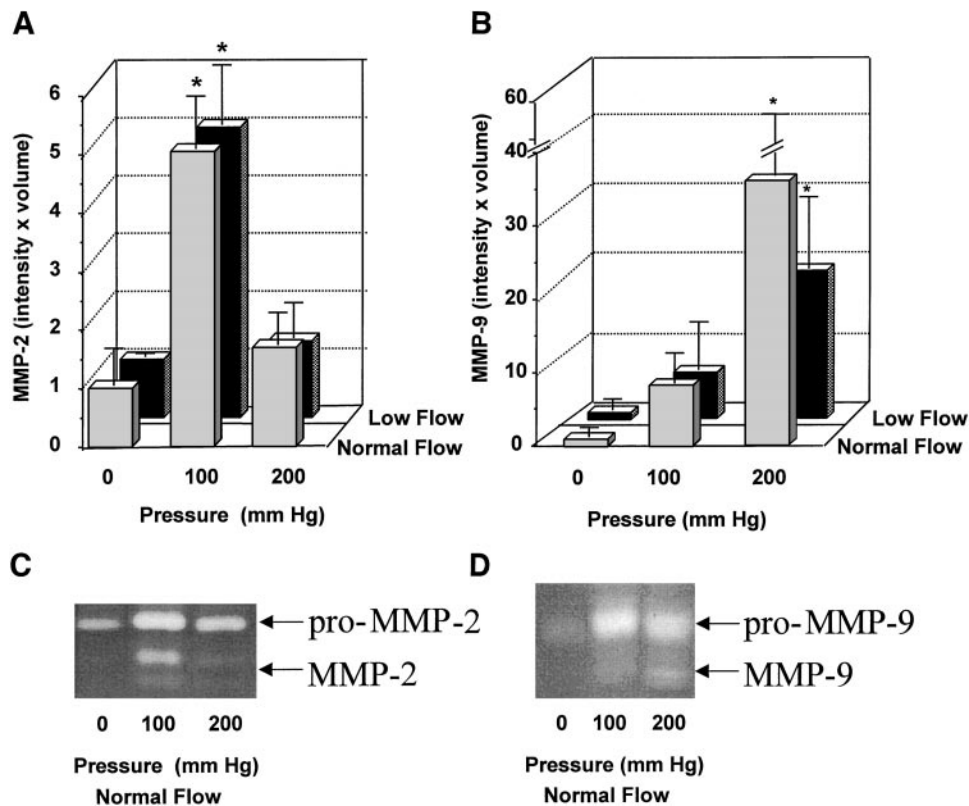 A
B
MMP-2 (intensity x volume)
6
5
4
3
2
1
0
*
*
Low Flow
Normal Flow
0 100 200
Pressure (mm Hg)
MMP-9 (intensity x volume)
60
40
30
20
10
0
*
*
Low Flow
Normal Flow
0 100 200
Pressure (mm Hg)
C
pro-MMP-2
MMP-2
0 100 200
Pressure (mm Hg)
Normal Flow
D
pro-MMP-9
MMP-9
0 100 200
Pressure (mm Hg)
Normal Flow